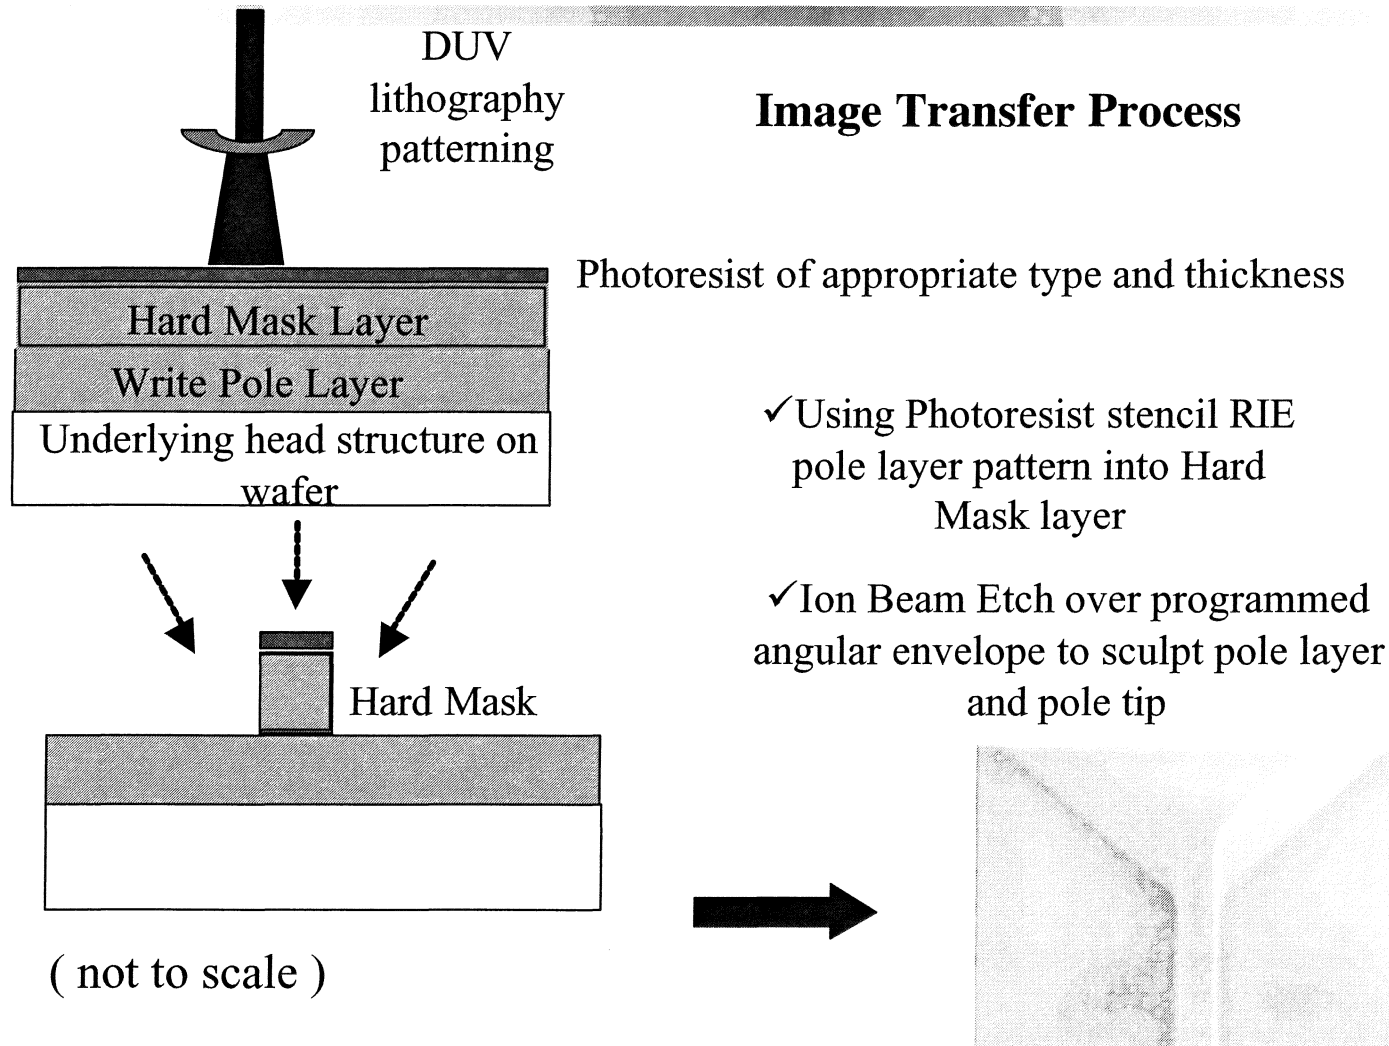 DUV
lithography
patterning
Image Transfer Process
Photoresist of appropriate type and thickness
Hard Mask Layer
Write Pole Layer
Underlying head structure on
wafer
✓Using Photoresist stencil RIE
pole layer pattern into Hard
Mask layer
✓Ion Beam Etch over programmed
angular envelope to sculpt pole layer
and pole tip
Hard Mask
( not to scale )